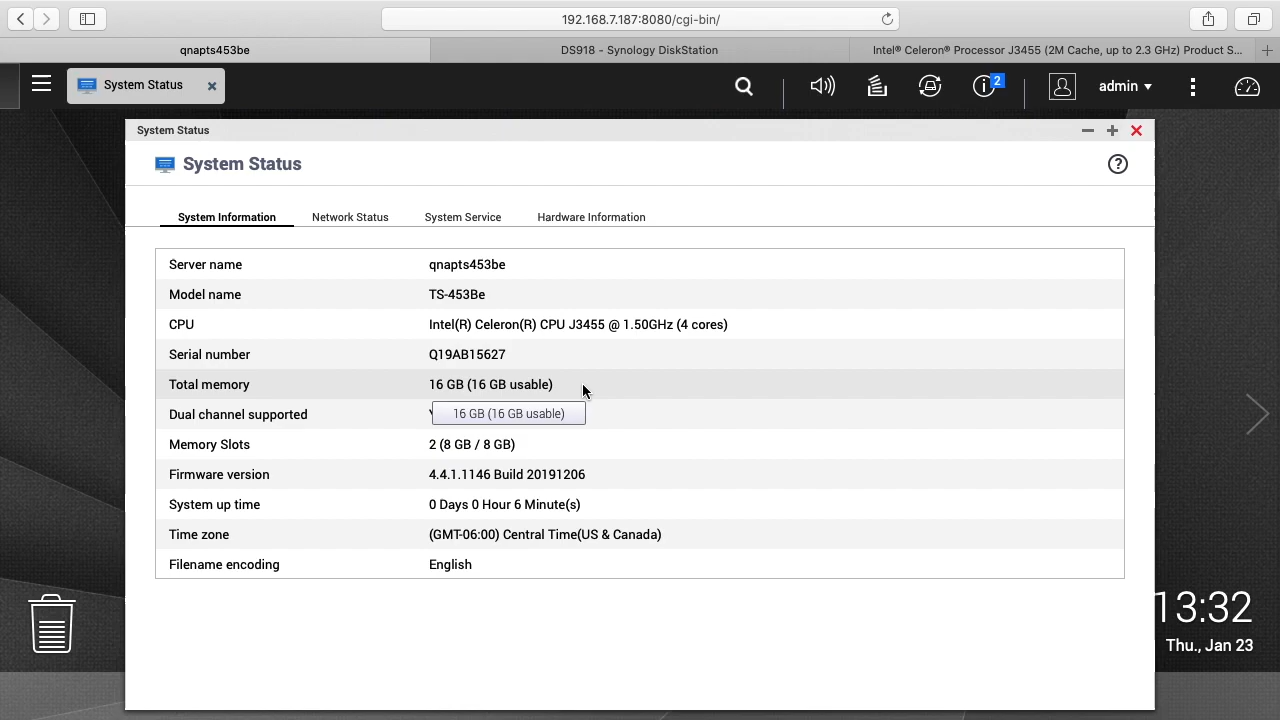 192.168.7.187:8080/cgi-bin/
qnapts453be
DS918 - Synology DiskStation
Intel® Celeron® Processor J3455 (2M Cache, up to 2.3 GHz) Product S...
System Status
2
admin
System Status
System Status
System Information
Network Status
System Service
Hardware Information
Server name qnapts453be
Model name TS-453Be
CPU Intel(R) Celeron(R) CPU J3455 @ 1.50GHz (4 cores)
Serial number Q19AB15627
Total memory 16 GB (16 GB usable)
Dual channel supported
16 GB (16 GB usable)
Memory Slots 2 (8 GB / 8 GB)
Firmware version 4.4.1.1146 Build 20191206
System up time 0 Days 0 Hour 6 Minute(s)
Time zone (GMT-06:00) Central Time(US & Canada)
Filename encoding English
13:32
Thu., Jan 23